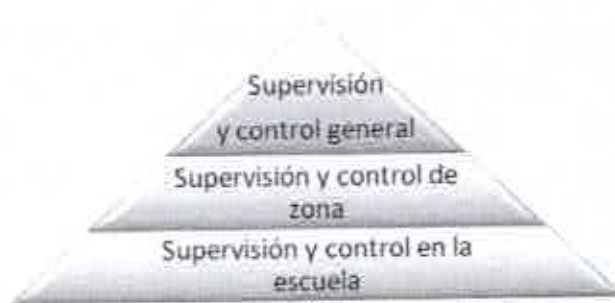 Supervisión
y control general
Supervisión y control de
zona
Supervisión y control en la
escuela